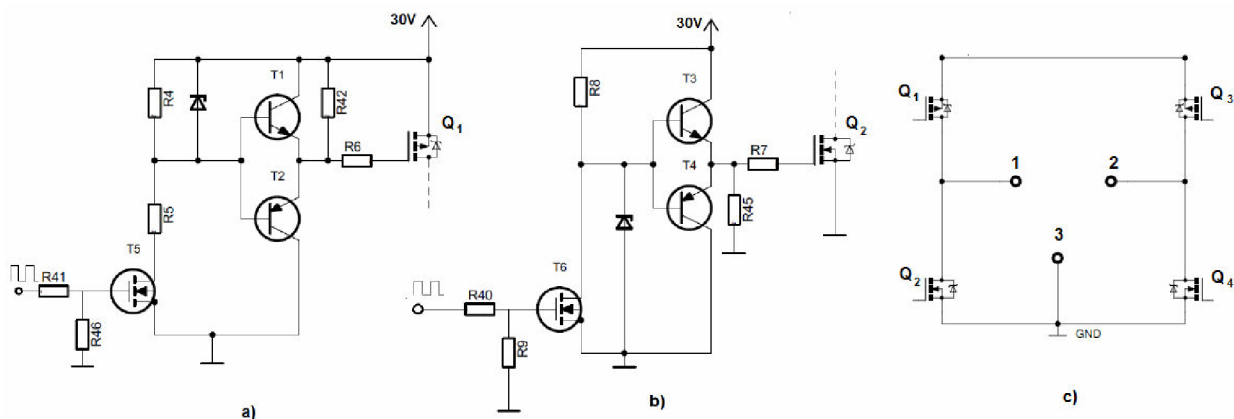 30V
T1
R4
R42
Q1
R6
T2
R5
T5
R41
R46
a)
30V
R8
T3
Q2
T4
R7
R45
T6
R40
R9
b)
Q1
Q3
1
2
3
Q2
Q4
GND
c)